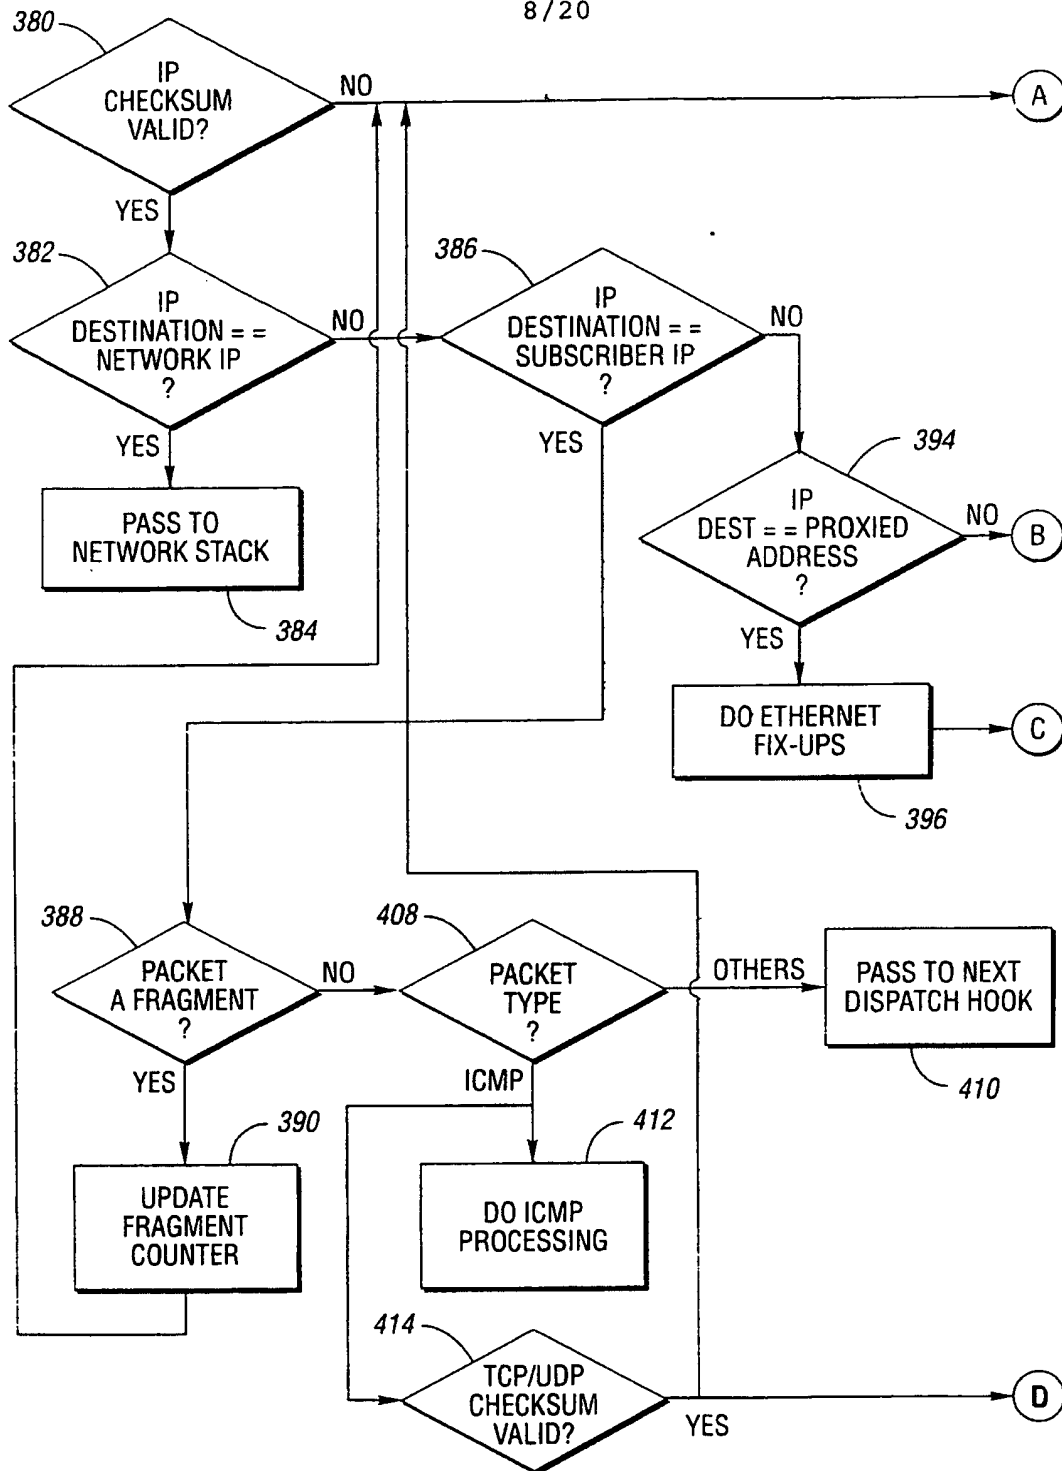 8/20
380
IP
CHECKSUM
VALID?
NO
A
YES
382
IP
DESTINATION ==
NETWORK IP
?
NO
386
IP
DESTINATION ==
SUBSCRIBER IP
?
NO
YES
PASS TO
NETWORK STACK
384
YES
394
IP
DEST == PROXIED
ADDRESS
?
NO
B
YES
DO ETHERNET
FIX-UPS
C
396
388
PACKET
A FRAGMENT
?
NO
408
PACKET
TYPE
?
OTHERS
PASS TO NEXT
DISPATCH HOOK
410
YES
ICMP
390
UPDATE
FRAGMENT
COUNTER
412
DO ICMP
PROCESSING
414
TCP/UDP
CHECKSUM
VALID?
YES
D